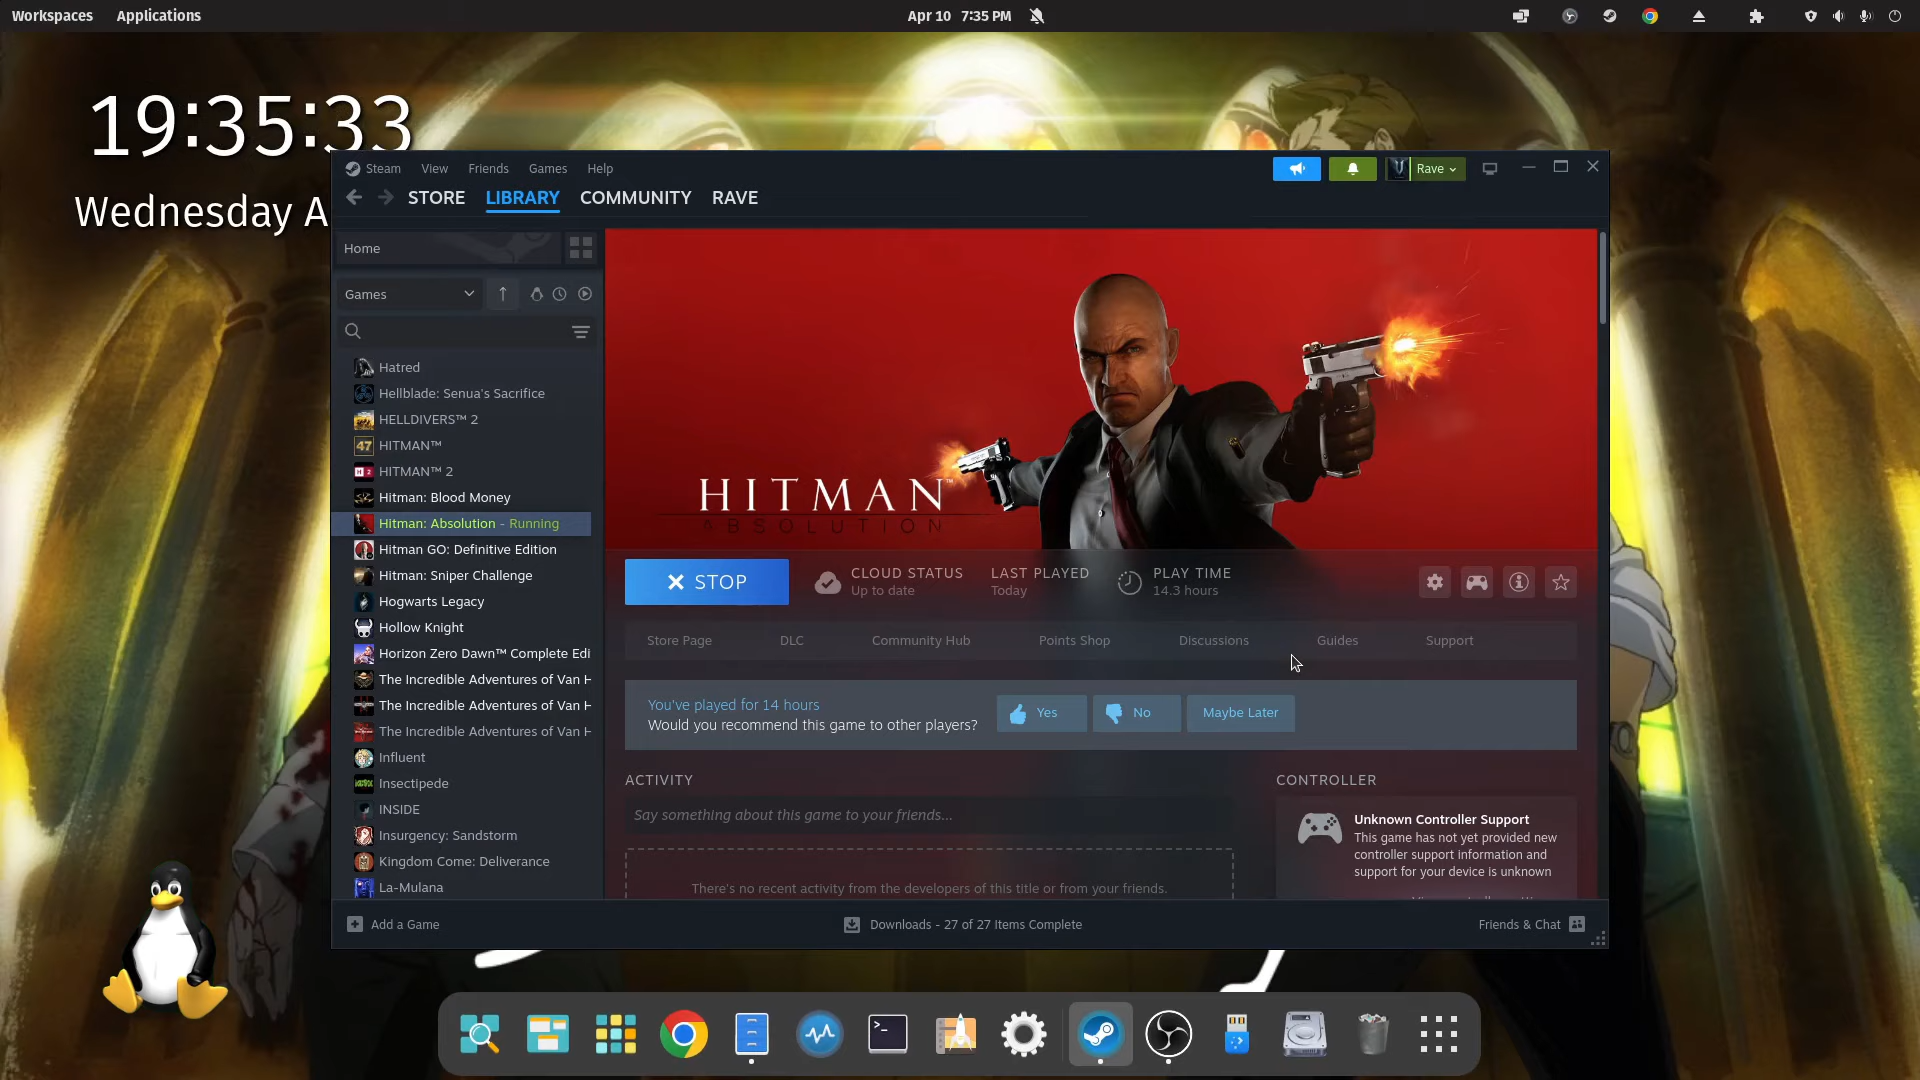 Workspaces Applications Apr 10 7:35 PM
19:35:33
Wednesday A
Steam View Friends Games Help Rave
STORE LIBRARY COMMUNITY RAVE
Home
Games
Hatred
Hellblade: Senua's Sacrifice
HELLDIVERS™ 2
47 HITMAN™
H 2 HITMAN™ 2
Hitman: Blood Money
Hitman: Absolution - Running
Hitman GO: Definitive Edition
Hitman: Sniper Challenge
Hogwarts Legacy
Hollow Knight
Horizon Zero Dawn™ Complete Edi
The Incredible Adventures of Van H
The Incredible Adventures of Van H
The Incredible Adventures of Van H
Influent
Insectipede
INSIDE
Insurgency: Sandstorm
Kingdom Come: Deliverance
La-Mulana
Add a Game
HITMAN™
ABSOLUTION
STOP
CLOUD STATUS
Up to date
LAST PLAYED
Today
PLAY TIME
14.3 hours
Store Page DLC Community Hub Points Shop Discussions Guides Support
You've played for 14 hours
Would you recommend this game to other players?
Yes No Maybe Later
ACTIVITY
Say something about this game to your friends...
There's no recent activity from the developers of this title or from your friends.
CONTROLLER
Unknown Controller Support
This game has not yet provided new
controller support information and
support for your device is unknown
Downloads - 27 of 27 Items Complete
Friends & Chat
>_